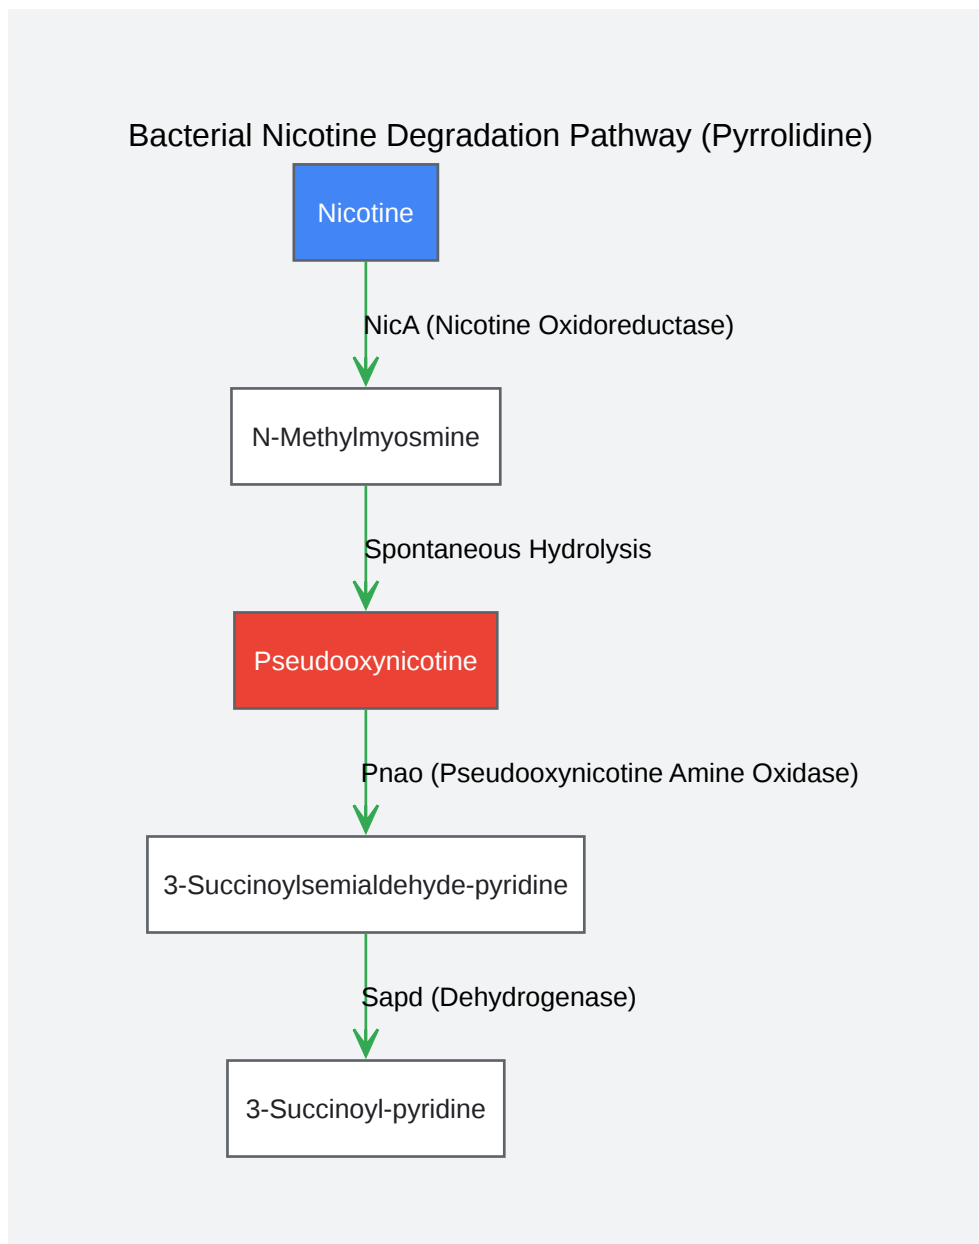 Bacterial Nicotine Degradation Pathway (Pyrrolidine)
Nicotine
NicA (Nicotine Oxidoreductase)
N-Methylmyosmine
Spontaneous Hydrolysis
Pseudooxynicotine
Pnao (Pseudooxynicotine Amine Oxidase)
3-Succinoylsemialdehyde-pyridine
Sapd (Dehydrogenase)
3-Succinoyl-pyridine